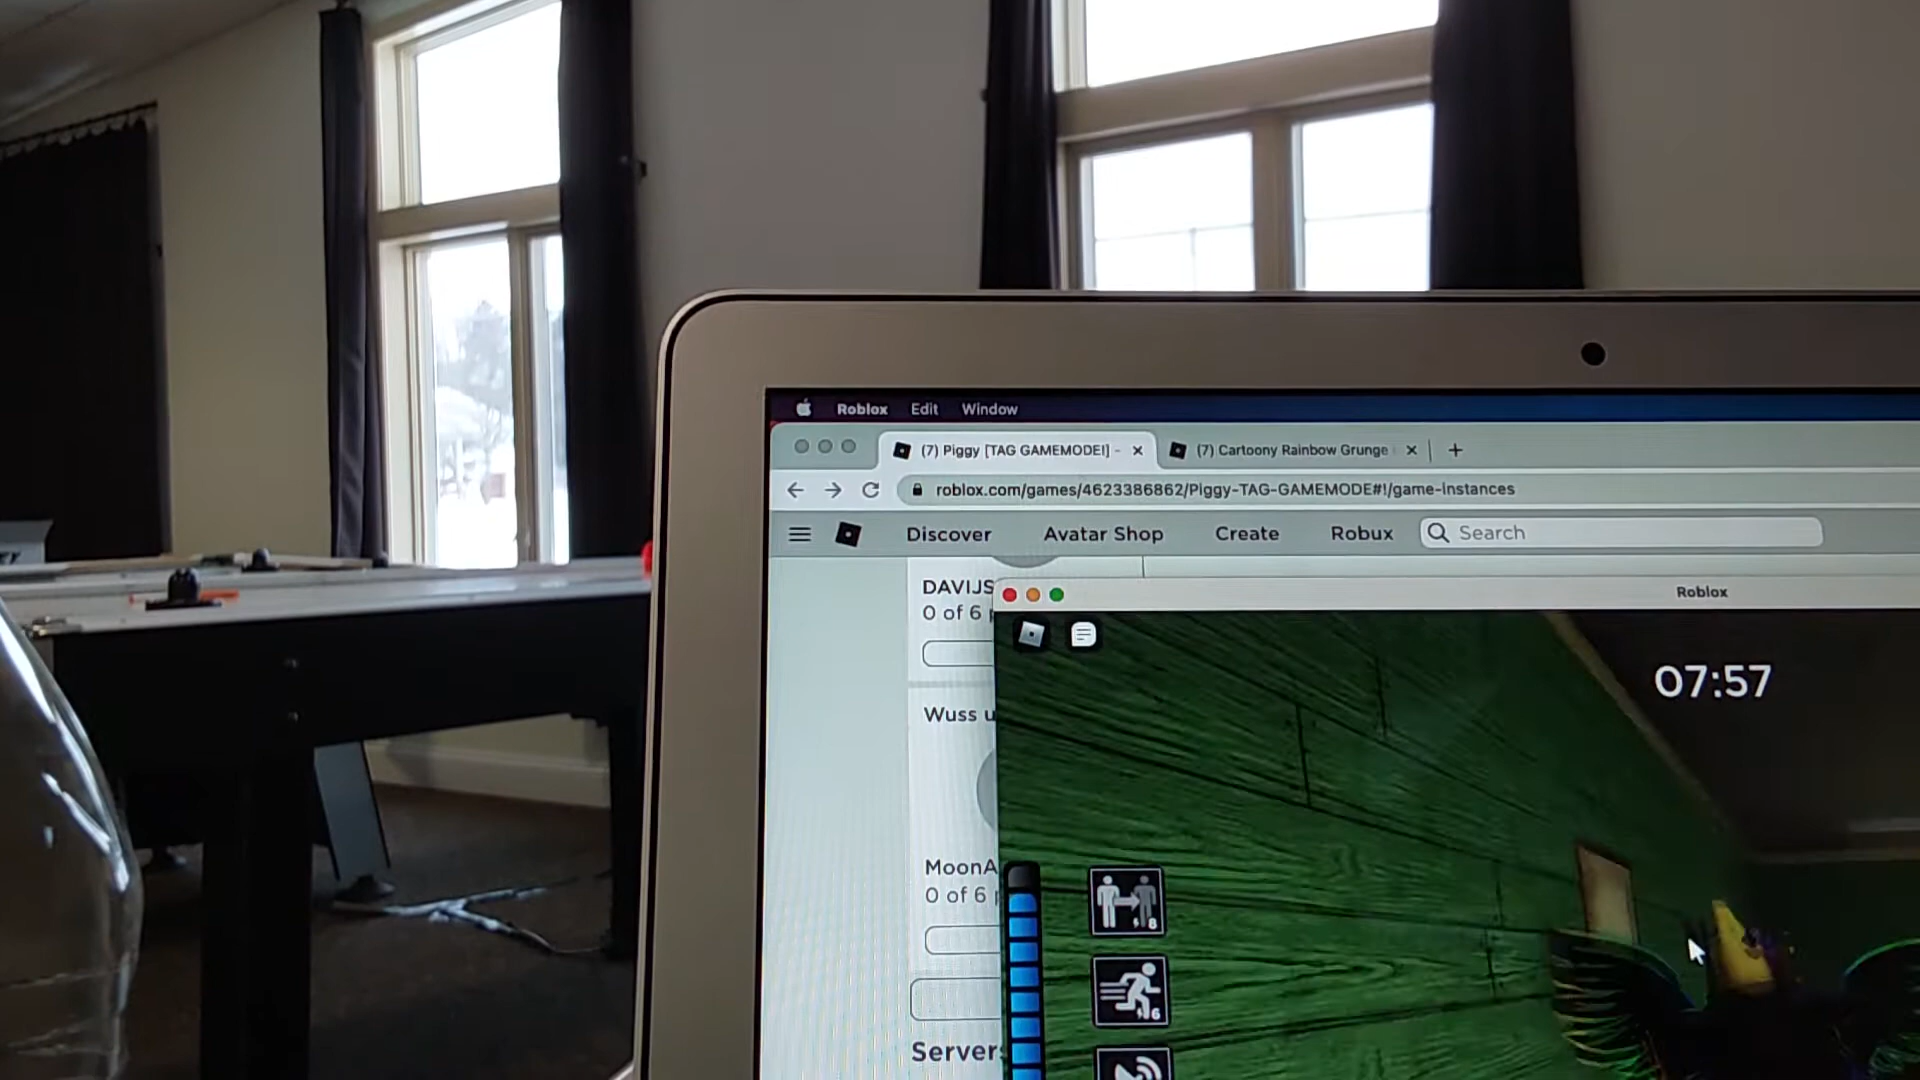 Roblox Edit Window
(7) Piggy [TAG GAMEMODE!] -
(7) Cartoony Rainbow Grunge
roblox.com/games/4623386862/Piggy-TAG-GAMEMODE#!/game-instances
Discover Avatar Shop Create Robux Search
DAVIJS
0 of 6
Roblox
07:57
Wuss u
MoonA
0 of 6
8
6
Servers